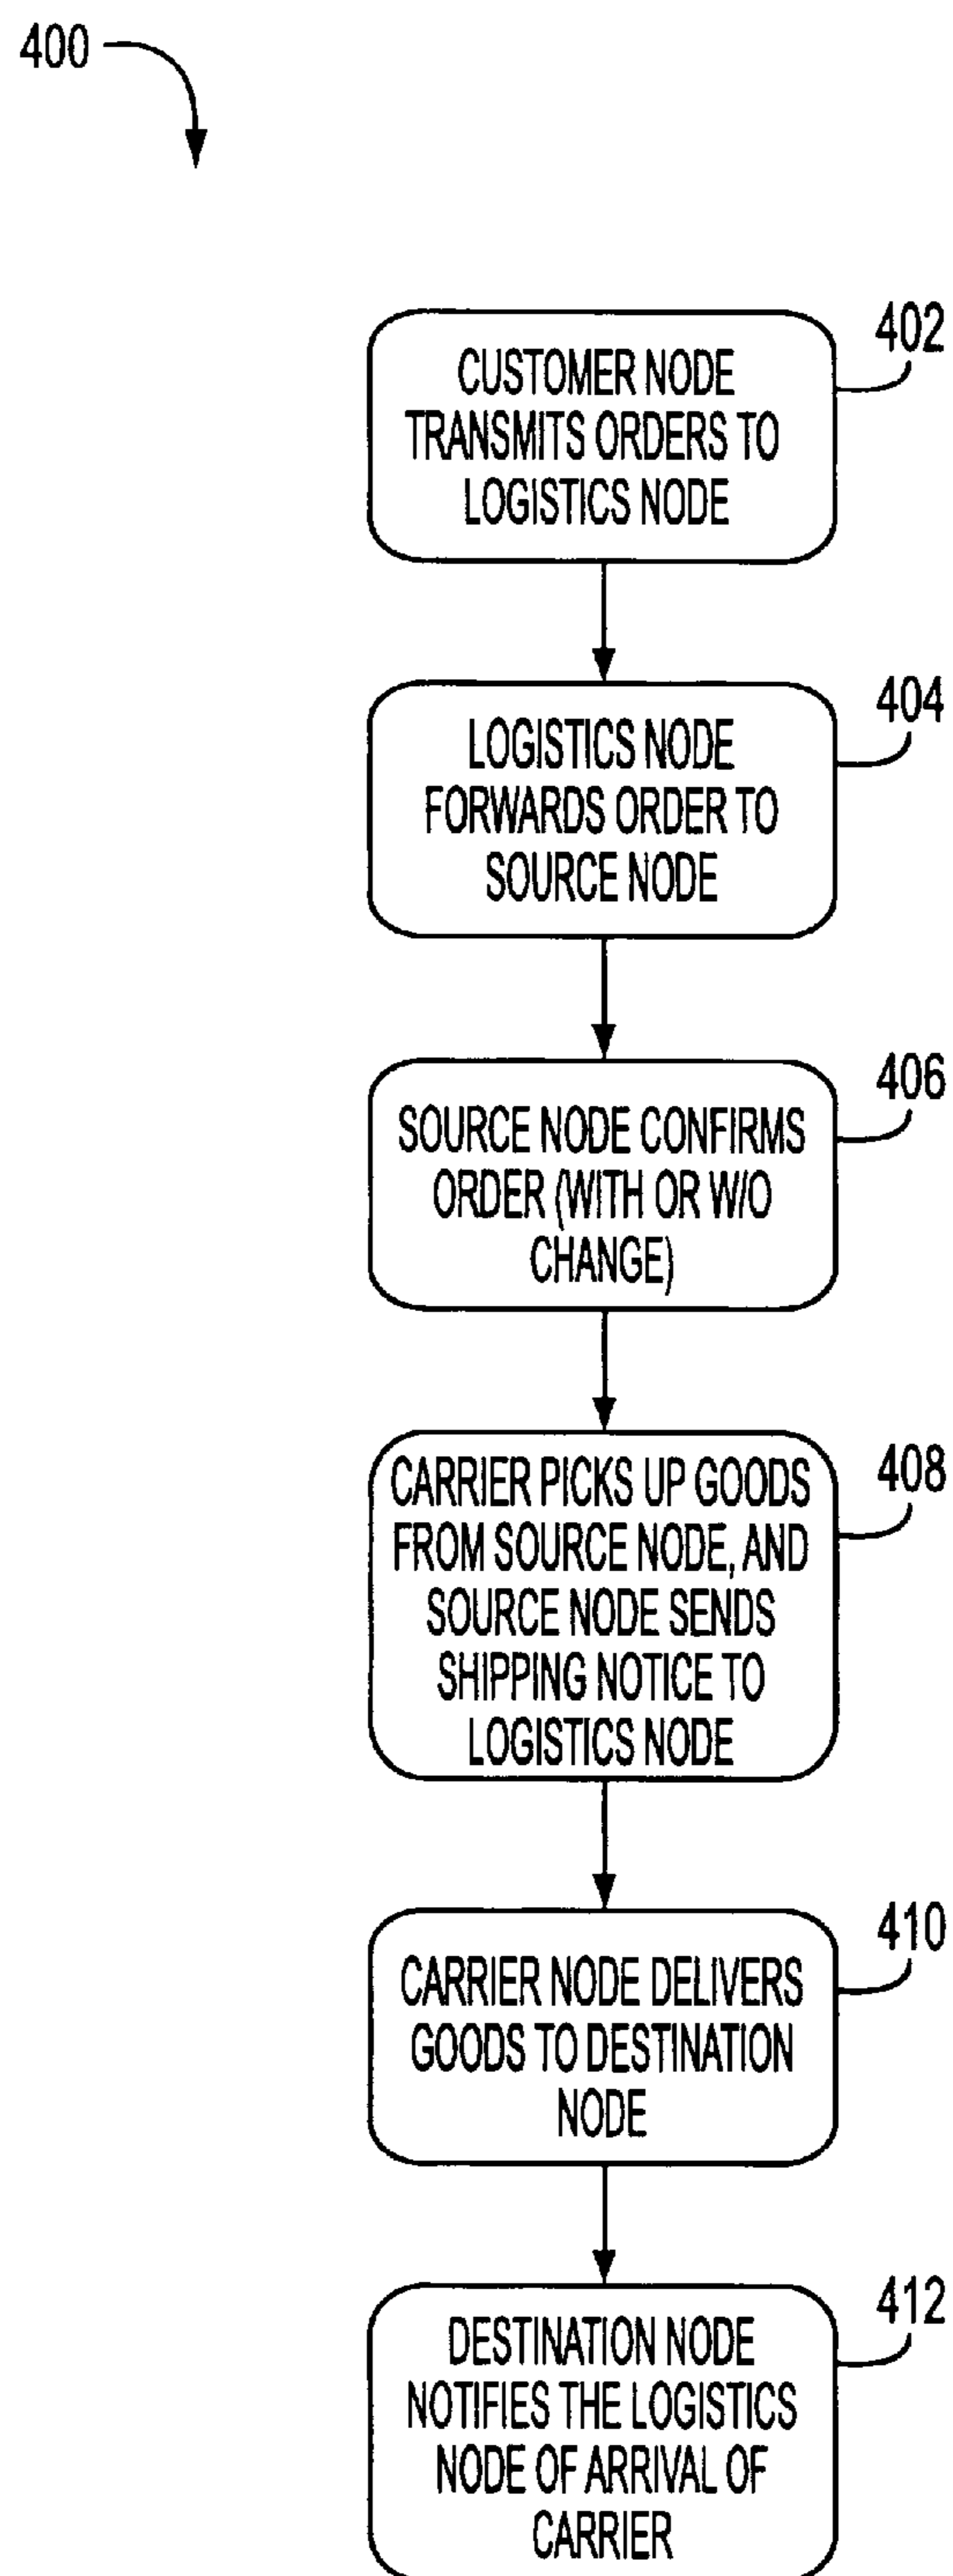 400
402
CUSTOMER NODE
TRANSMITS ORDERS TO
LOGISTICS NODE
404
LOGISTICS NODE
FORWARDS ORDER TO
SOURCE NODE
406
SOURCE NODE CONFIRMS
ORDER (WITH OR W/O
CHANGE)
408
CARRIER PICKS UP GOODS
FROM SOURCE NODE, AND
SOURCE NODE SENDS
SHIPPING NOTICE TO
LOGISTICS NODE
410
CARRIER NODE DELIVERS
GOODS TO DESTINATION
NODE
412
DESTINATION NODE
NOTIFIES THE LOGISTICS
NODE OF ARRIVAL OF
CARRIER